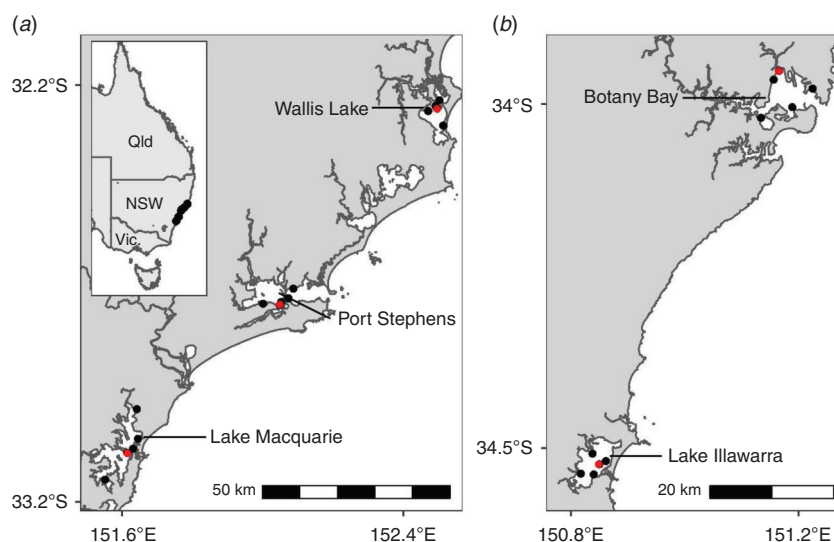 (a)
32.2°S
Qld
NSW
Vic.
Wallis Lake
Port Stephens
Lake Macquarie
50 km
33.2°S
151.6°E
152.4°E
(b)
Botany Bay
34°S
34.5°S
Lake Illawarra
20 km
150.8°E
151.2°E